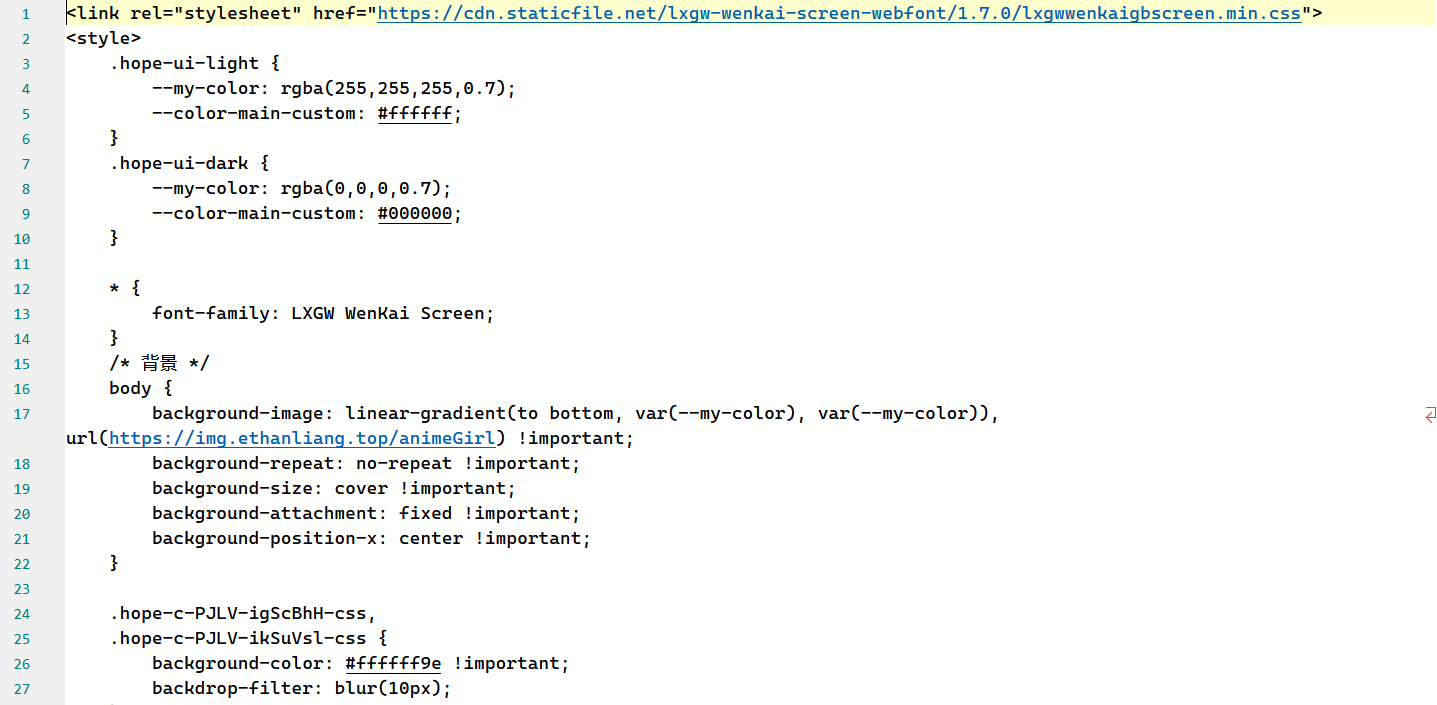 1 <link rel="stylesheet" href="https://cdn.staticfile.net/lxgw-wenkai-screen-webfont/1.7.0/lxgwwenkaigbscreen.min.css">
2 <style>
3     .hope-ui-light {
4         --my-color: rgba(255,255,255,0.7);
5         --color-main-custom: #ffffff;
6     }
7     .hope-ui-dark {
8         --my-color: rgba(0,0,0,0.7);
9         --color-main-custom: #000000;
10     }
11
12     * {
13         font-family: LXGW WenKai Screen;
14     }
15     /* 背景 */
16     body {
17         background-image: linear-gradient(to bottom, var(--my-color), var(--my-color)),
url(https://img.ethanliang.top/animeGirl) !important;
18         background-repeat: no-repeat !important;
19         background-size: cover !important;
20         background-attachment: fixed !important;
21         background-position-x: center !important;
22     }
23
24     .hope-c-PJLV-igScBhH-css,
25     .hope-c-PJLV-ikSuVsl-css {
26         background-color: #ffffff9e !important;
27         backdrop-filter: blur(10px);